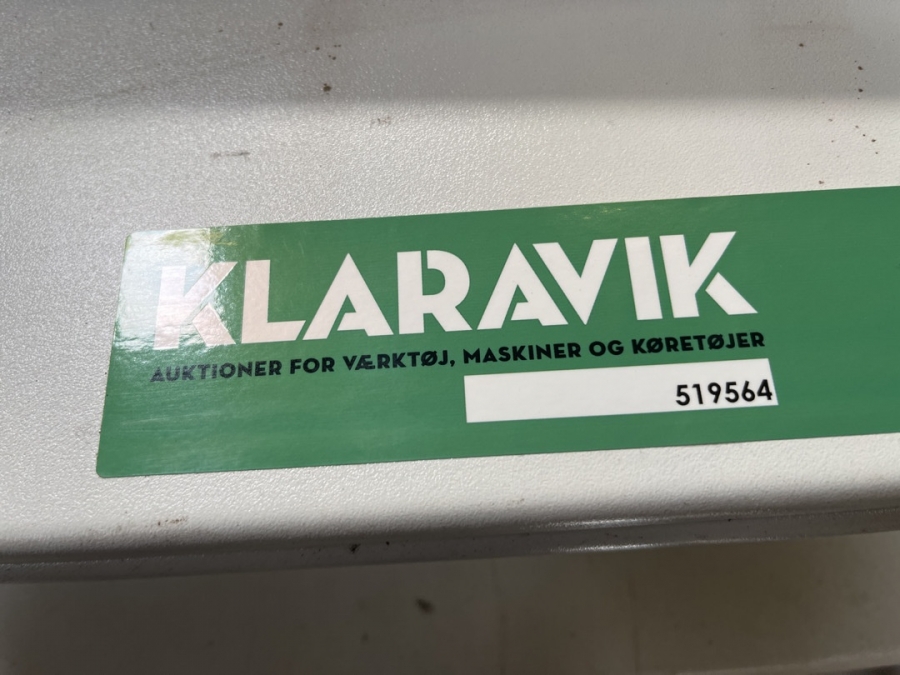 KLARAVIK
AUKTIONER FOR VÆRKTØJ, MASKINER OG KØRETØJER
519564